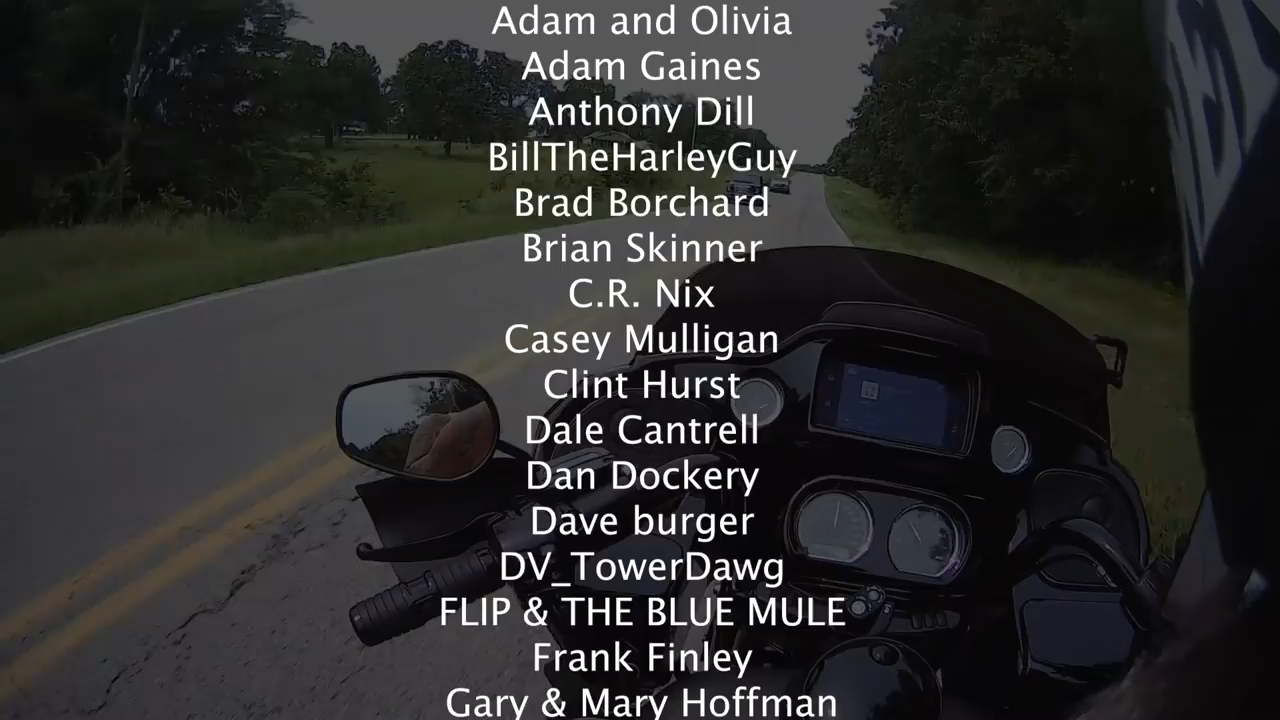 Adam and Olivia
Adam Gaines
Anthony Dill
BillTheHarleyGuy
Brad Borchard
Brian Skinner
C.R. Nix
Casey Mulligan
Clint Hurst
Dale Cantrell
Dan Dockery
Dave burger
DV_TowerDawg
FLIP & THE BLUE MULE
Frank Finley
Gary & Mary Hoffman